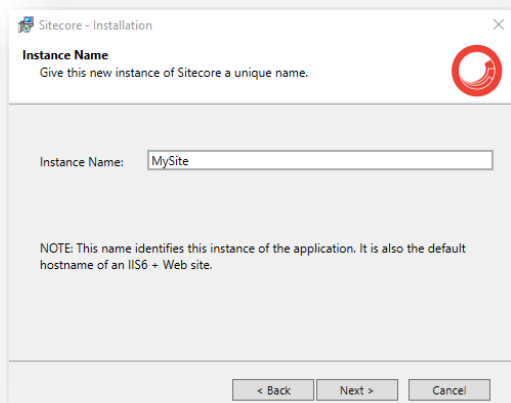 Sitecore - Installation
Instance Name
Give this new instance of Sitecore a unique name.
Instance Name: MySite
NOTE: This name identifies this instance of the application. It is also the default
hostname of an IIS6 + Web site.
< Back Next > Cancel